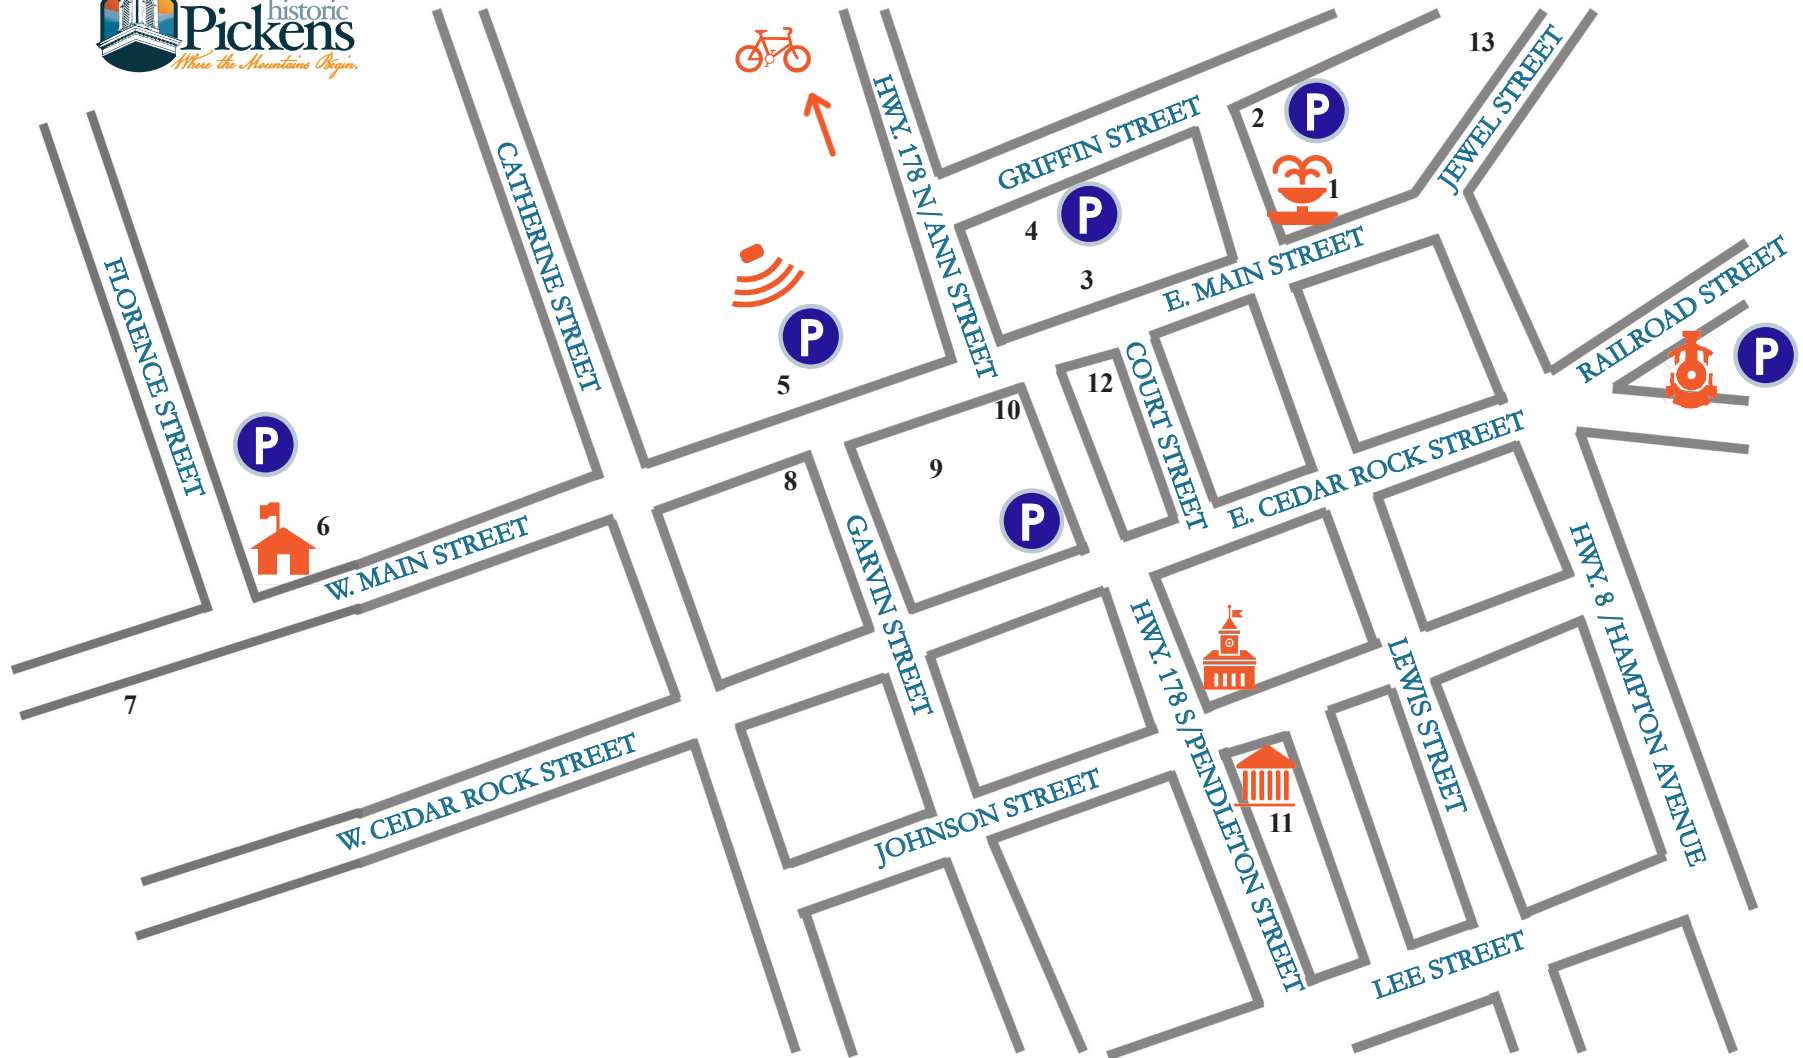 historic
Pickens
Where the Mountains Begin.
13
HWY. 178 N/ANN STREET
JEWEL STREET
2
P
GRIFFIN STREET
CATHERINE STREET
1
P
4
3
E. MAIN STREET
FLORENCE STREET
RAILROAD STREET
P
P
5
12
COURT STREET
10
P
9
8
E. CEDAR ROCK STREET
P
6
W. MAIN STREET
GARVIN STREET
HWY. 8 /HAMPTON AVENUE
HWY. 178 S/PENDLETON STREET
LEWIS STREET
7
W. CEDAR ROCK STREET
JOHNSON STREET
11
LEE STREET